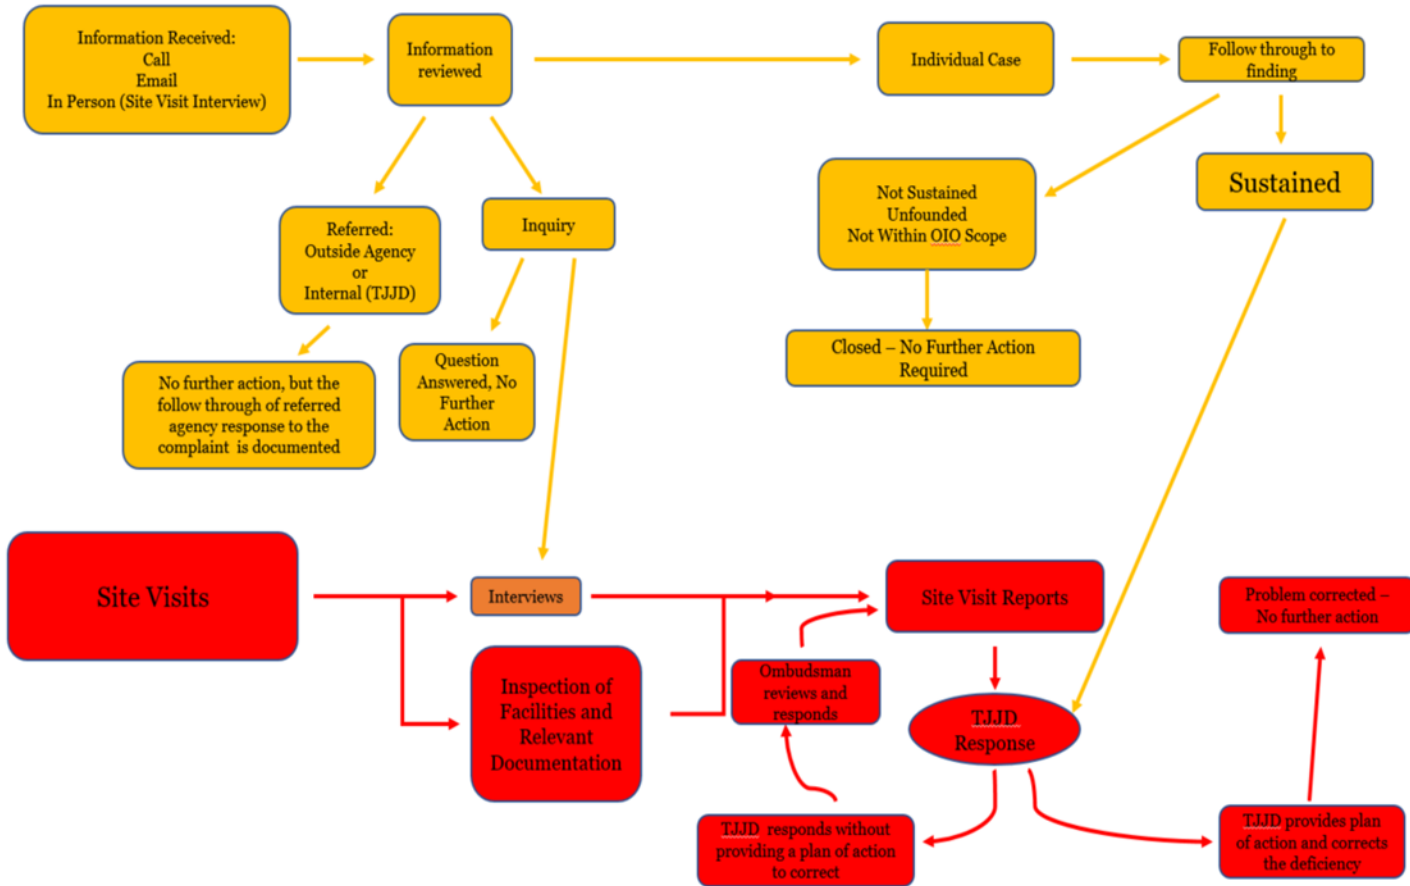 Information Received:
Call
Email
In Person (Site Visit Interview)
Information
reviewed
Individual Case
Follow through to
finding
Referred:
Outside Agency
or
Internal (TJJD)
Inquiry
Not Sustained
Unfounded
Not Within OIO Scope
Sustained
No further action, but the
follow through of referred
agency response to the
complaint is documented
Question
Answered, No
Further
Action
Closed – No Further Action
Required
Site Visits
Interviews
Site Visit Reports
Problem corrected –
No further action
Inspection of
Facilities and
Relevant
Documentation
Ombudsman
reviews and
responds
TJJD
Response
TJJD responds without
providing a plan of action
to correct
TJJD provides plan
of action and corrects
the deficiency